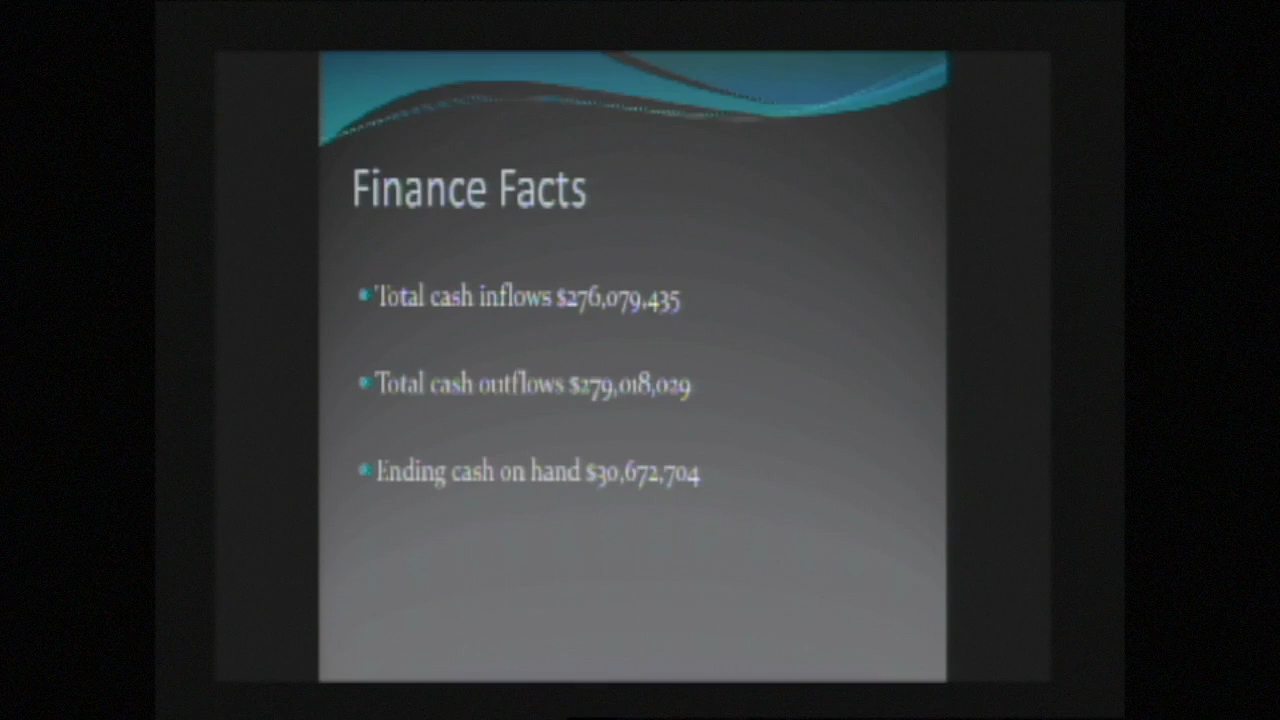 Finance Facts
Total cash inflows $276,079,435
Total cash outflows $279,018,029
Ending cash on hand $30,672,704